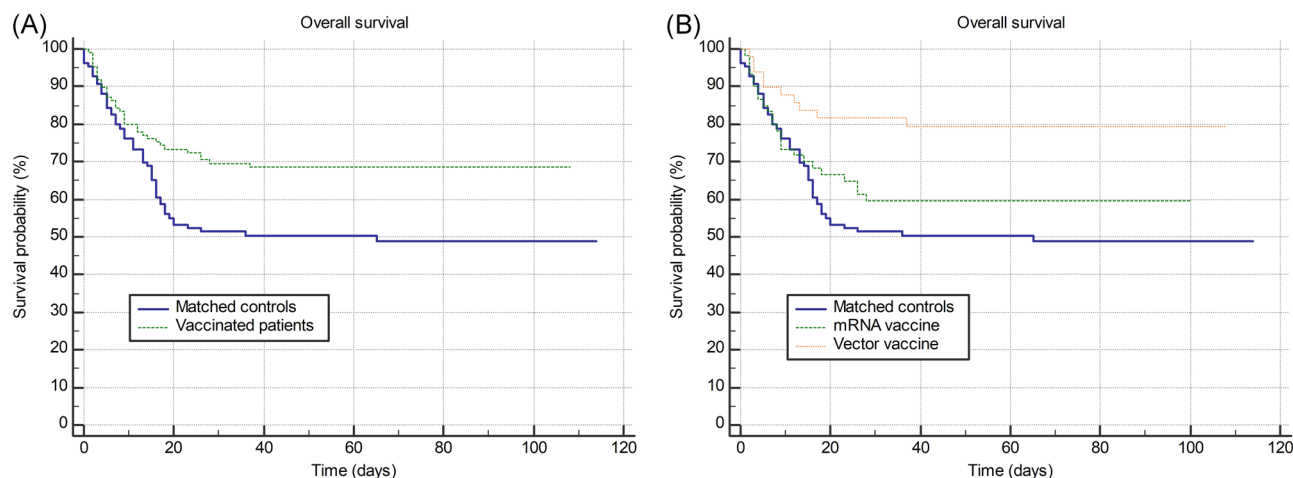 (A)
Overall survival
Survival probability (%)
100
90
80
70
60
50
40
30
20
10
0
Matched controls
Vaccinated patients
0 20 40 60 80 100 120
Time (days)
(B)
Overall survival
Survival probability (%)
100
90
80
70
60
50
40
30
20
10
0
Matched controls
mRNA vaccine
Vector vaccine
0 20 40 60 80 100 120
Time (days)